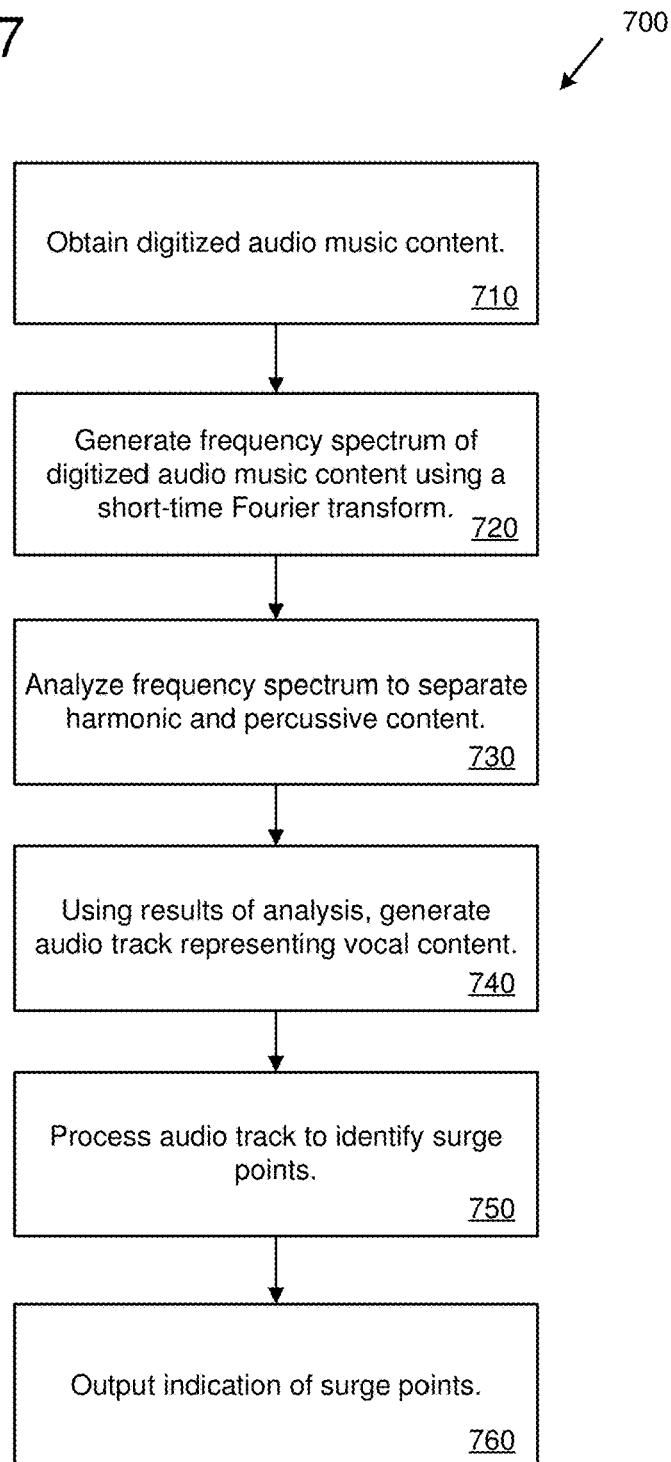 7
700
Obtain digitized audio music content.
710
Generate frequency spectrum of
digitized audio music content using a
short-time Fourier transform.
720
Analyze frequency spectrum to separate
harmonic and percussive content.
730
Using results of analysis, generate
audio track representing vocal content.
740
Process audio track to identify surge
points.
750
Output indication of surge points.
760